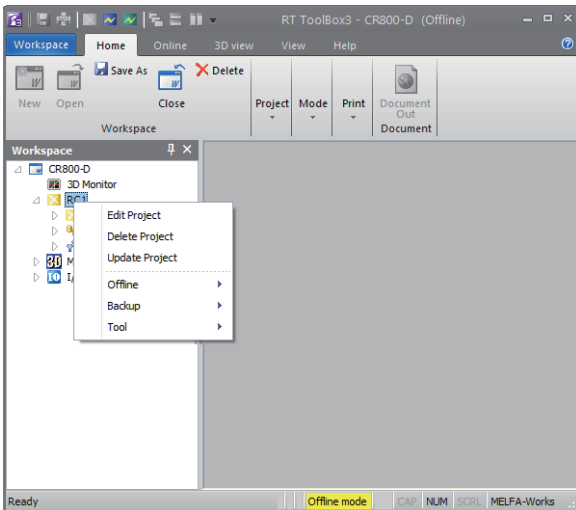 RT ToolBox3 - CR800-D (Offline)
Workspace Home Online 3D view View Help
New Open Save As Close Delete Project Mode Print Document Out
Workspace Document
Workspace
CR800-D
3D Monitor
RC1
Edit Project
Delete Project
Update Project
Offline
Backup
Tool
Ready Offline mode CAP NUM SCRL MELFA-Works